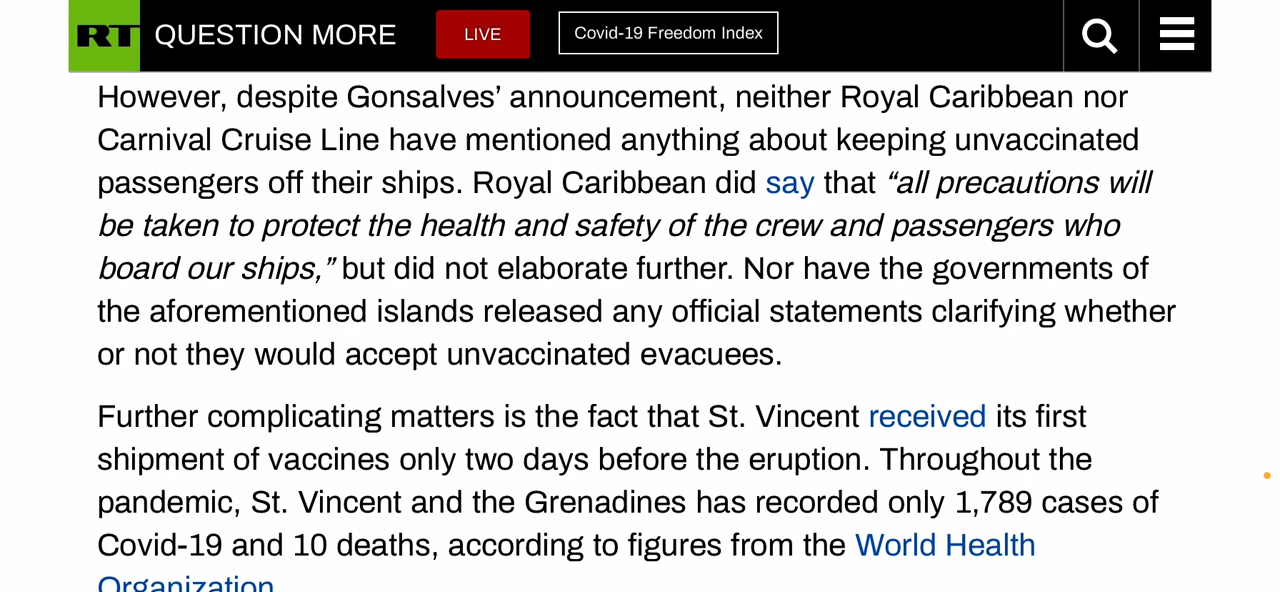 RT QUESTION MORE LIVE Covid-19 Freedom Index
However, despite Gonsalves’ announcement, neither Royal Caribbean nor
Carnival Cruise Line have mentioned anything about keeping unvaccinated
passengers off their ships. Royal Caribbean did say that “all precautions will
be taken to protect the health and safety of the crew and passengers who
board our ships,” but did not elaborate further. Nor have the governments of
the aforementioned islands released any official statements clarifying whether
or not they would accept unvaccinated evacuees.
Further complicating matters is the fact that St. Vincent received its first
shipment of vaccines only two days before the eruption. Throughout the
pandemic, St. Vincent and the Grenadines has recorded only 1,789 cases of
Covid-19 and 10 deaths, according to figures from the World Health
Organization.